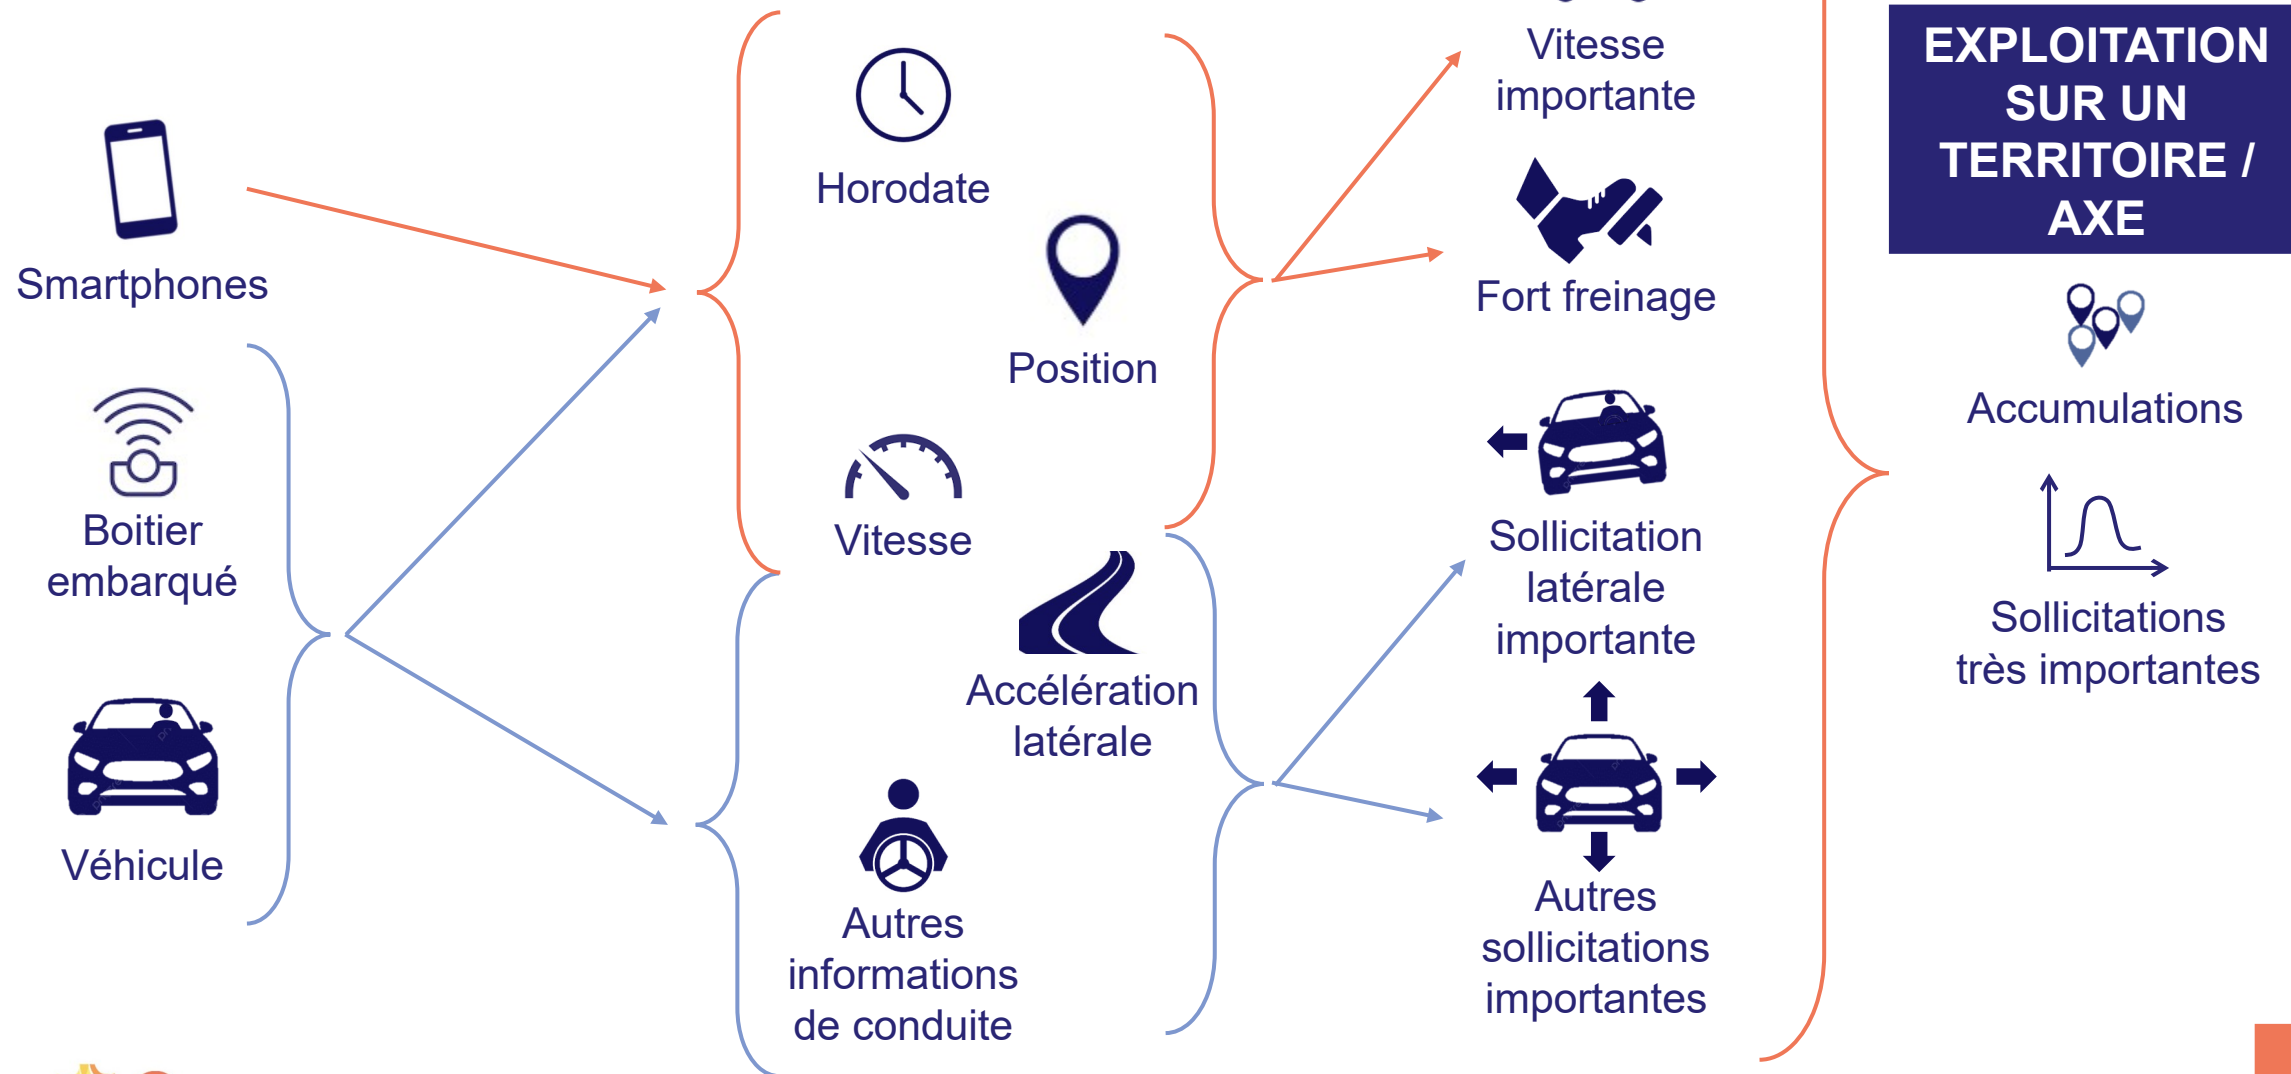 Smartphones
Boitier
embarqué
Véhicule
Horodate
Position
Vitesse
Accélération
latérale
Autres
informations
de conduite
Vitesse
importante
Fort freinage
Sollicitation
latérale
importante
Autres
sollicitations
importantes
EXPLOITATION
SUR UN
TERRITOIRE /
AXE
Accumulations
Sollicitations
très importantes